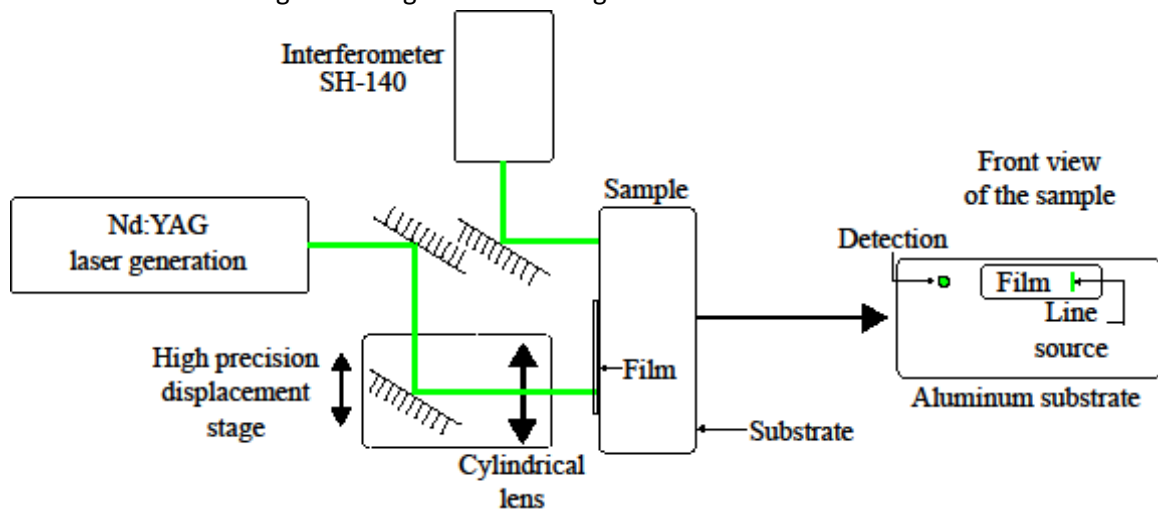 Interferometer
SH-140
Nd:YAG
laser generation
Sample
Front view
of the sample
Detection
Film
Line
source
High precision
displacement
stage
Film
Aluminum substrate
Substrate
Cylindrical
lens